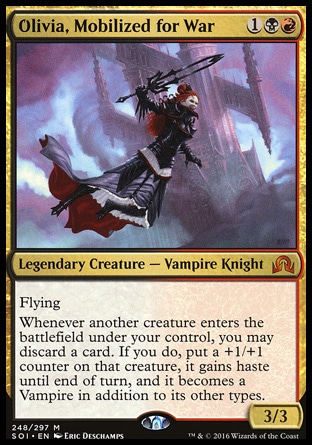 Olivia, Mobilized for War 1
Legendary Creature — Vampire Knight
Flying
Whenever another creature enters the
battlefield under your control, you may
discard a card. If you do, put a +1/+1
counter on that creature, it gains haste
until end of turn, and it becomes a
Vampire in addition to its other types.
3/3
248/297 M
SOI • EN Eric Deschamps
™ & © 2016 Wizards of the Coast